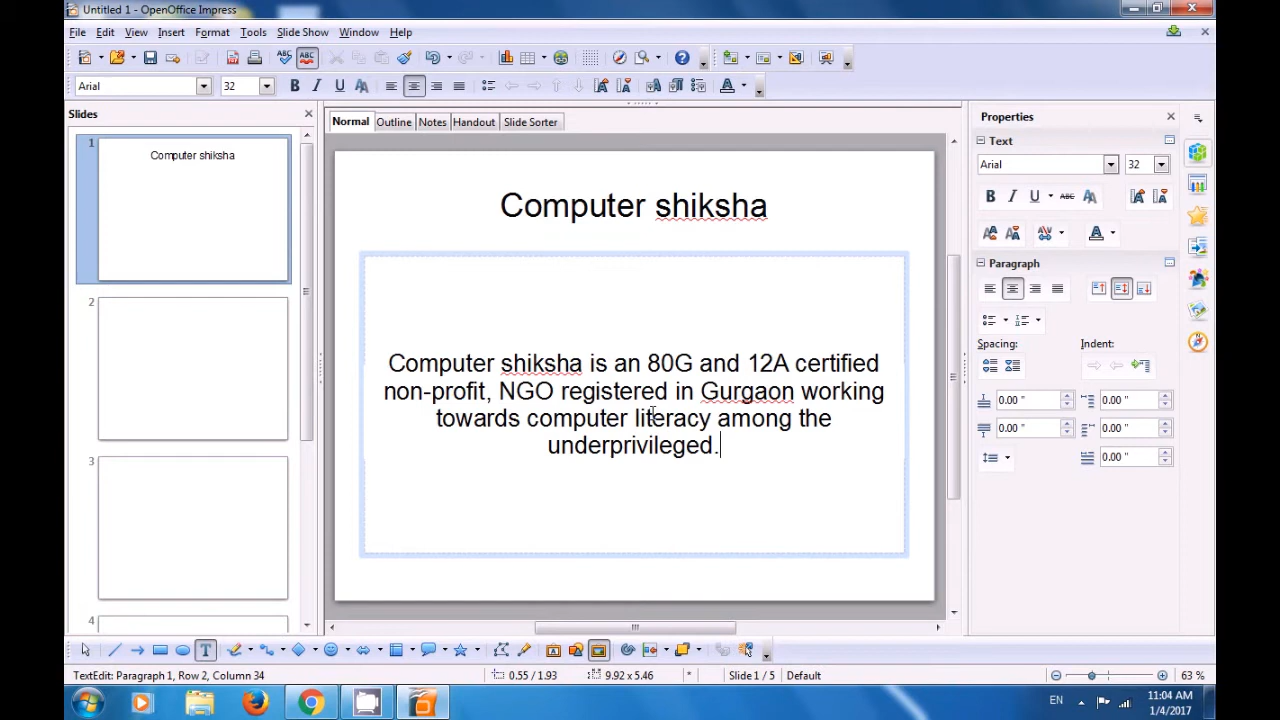 Untitled 1 - OpenOffice Impress
File Edit View Insert Format Tools Slide Show Window Help
Arial 32
Slides
Normal Outline Notes Handout Slide Sorter
1
Computer shiksha
2
3
4
Computer shiksha
Computer shiksha is an 80G and 12A certified
non-profit, NGO registered in Gurgaon working
towards computer literacy among the
underprivileged.
Properties
Text
Arial 32
Paragraph
Spacing: Indent:
0.00 " 0.00 "
0.00 " 0.00 "
0.00 "
TextEdit: Paragraph 1, Row 2, Column 34 0.55 / 1.93 9.92 x 5.46 * Slide 1 / 5 Default 63 %
EN
11:04 AM
1/4/2017